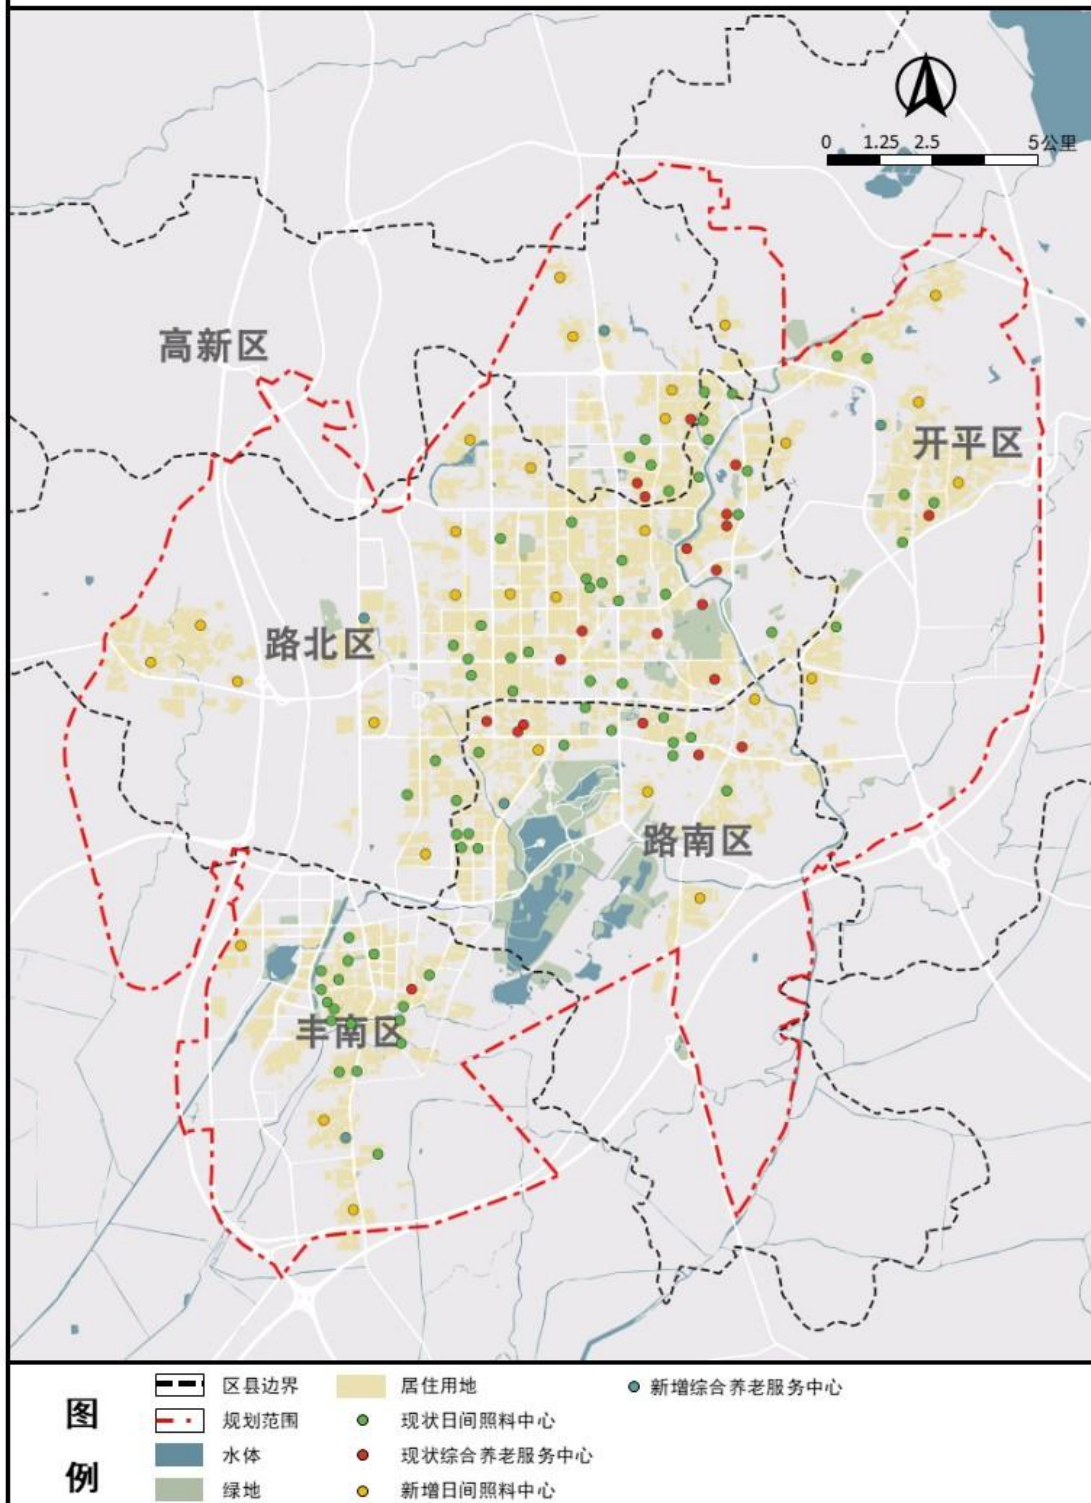 0 1.25 2.5 5公里
高新区
开平区
路北区
路南区
丰南区
图例
区县边界
规划范围
水体
绿地
居住用地
现状日间照料中心
现状综合养老服务中心
新增日间照料中心
新增综合养老服务中心